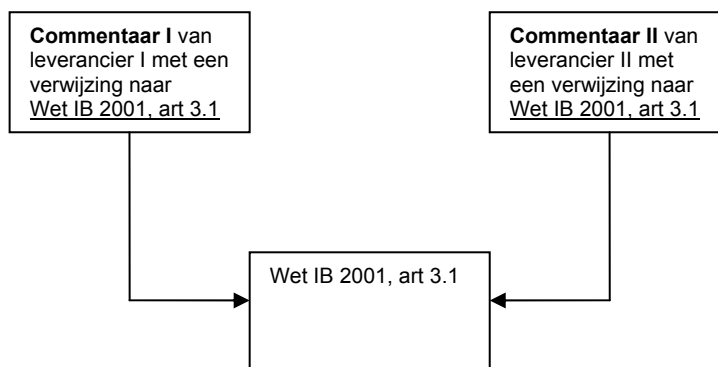 Commentaar I van
leverancier I met een
verwijzing naar
Wet IB 2001, art 3.1
Commentaar II van
leverancier II met
een verwijzing naar
Wet IB 2001, art 3.1
Wet IB 2001, art 3.1